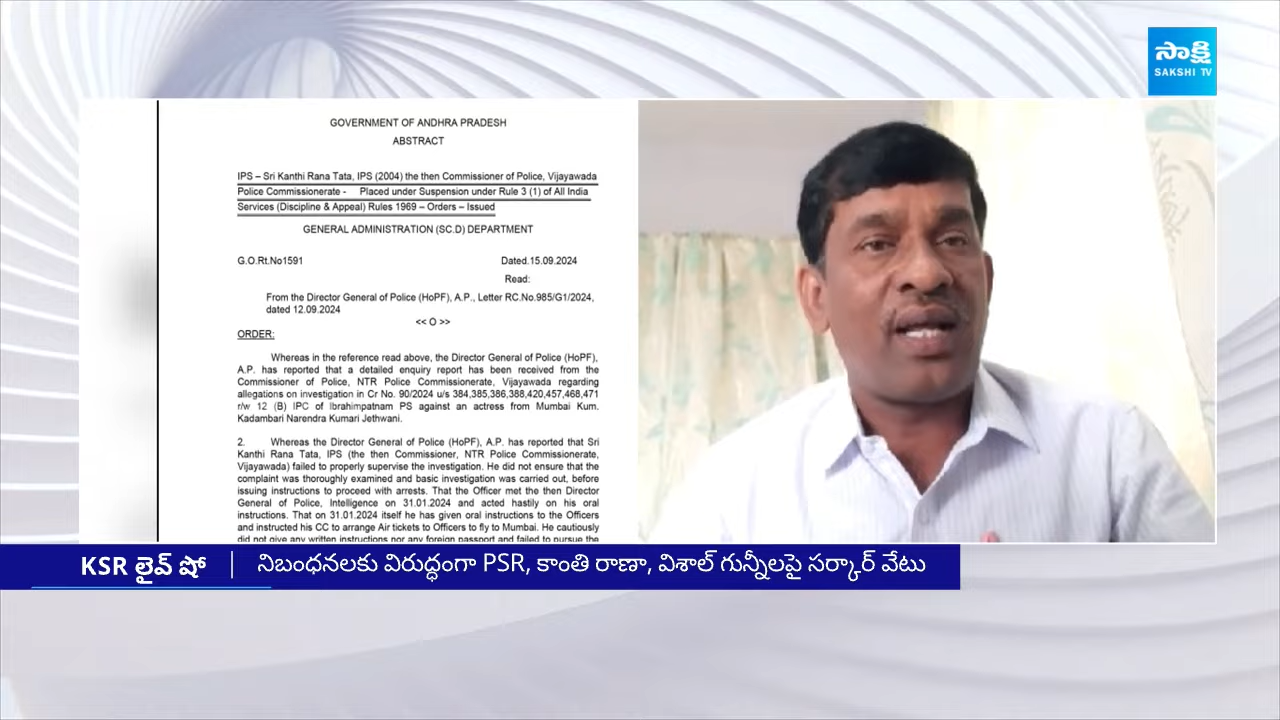 సాక్షి
SAKSHI TV
GOVERNMENT OF ANDHRA PRADESH
ABSTRACT
IPS – Sri Kanthi Rana Tata, IPS (2004) the then Commissioner of Police, Vijayawada
Police Commissionerate - Placed under Suspension under Rule 3 (1) of All India
Services (Discipline & Appeal) Rules 1969 – Orders – Issued
GENERAL ADMINISTRATION (SC.D) DEPARTMENT
G.O.Rt.No1591 Dated.15.09.2024
Read:
From the Director General of Police (HoPF), A.P., Letter RC.No.985/G1/2024,
dated 12.09.2024
<< O >>
ORDER:
Whereas in the reference read above, the Director General of Police (HoPF),
A.P. has reported that a detailed enquiry report has been received from the
Commissioner of Police, NTR Police Commissionerate, Vijayawada regarding
allegations on investigation in Cr No. 90/2024 u/s 384,385,386,388,420,457,468,471
r/w 12 (B) IPC of Ibrahimpatnam PS against an actress from Mumbai Kum.
Kadambari Narendra Kumari Jethwani.
2. Whereas the Director General of Police (HoPF), A.P. has reported that Sri
Kanthi Rana Tata, IPS (the then Commissioner, NTR Police Commissionerate,
Vijayawada) failed to properly supervise the investigation. He did not ensure that the
complaint was thoroughly examined and basic investigation was carried out, before
issuing instructions to proceed with arrests. That the Officer met the then Director
General of Police, Intelligence on 31.01.2024 and acted hastily on his oral
instructions. That on 31.01.2024 itself he has given oral instructions to the Officers
and instructed his CC to arrange Air tickets to Officers to fly to Mumbai. He cautiously
did not give any written instructions nor any foreign passport and failed to pursue the
KSR లైవ్ షో | నిబంధనలకు విరుద్ధంగా PSR, కాంతి రాణా, విశాల్ గున్నీలపై సర్కార్ వేటు